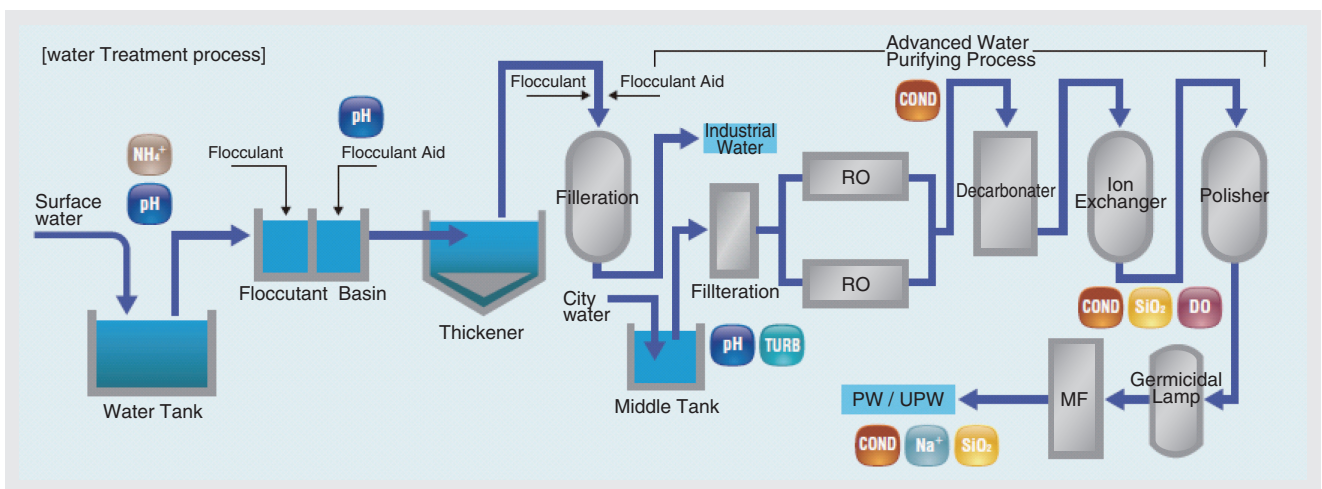 [water Treatment process]
Advanced Water
Purifying Process
Flocculant
Flocculant Aid
COND
pH
NH₄⁺
pH
Flocculant
Flocculant Aid
Surface
water
Industrial
Water
Filleration
RO
Decarbonater
Ion
Exchanger
Polisher
Floccutant Basin
Thickener
City
water
Fillteration
RO
pH
TURB
COND
SiO₂
DO
Water Tank
Middle Tank
PW / UPW
MF
Germicidal
Lamp
COND
Na⁺
SiO₂